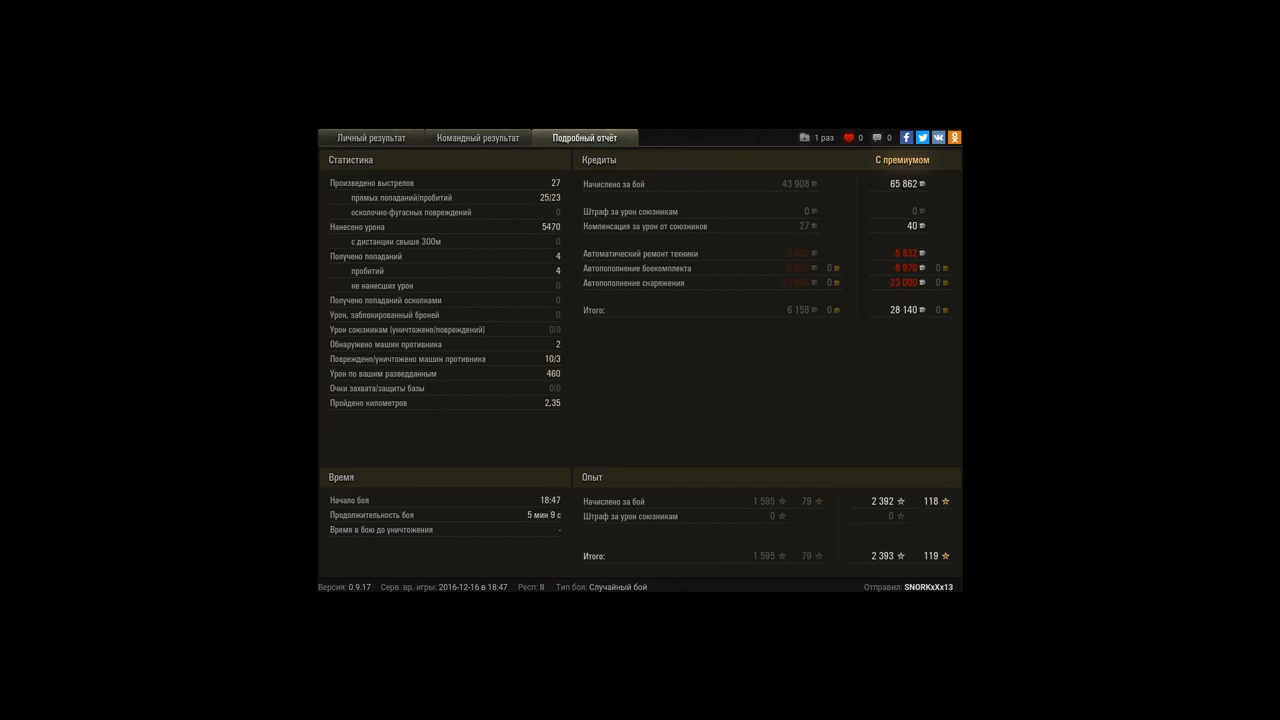 Личный результат Командный результат Подробный отчёт 1 раз 0 0
Статистика
Произведено выстрелов 27
прямых попаданий/пробитий 25/23
осколочно-фугасных повреждений 0
Нанесено урона 5470
с дистанции свыше 300м 0
Получено попаданий 4
пробитий 4
не нанесших урон 0
Получено попаданий осколками 0
Урон, заблокированный броней 0
Урон союзникам (уничтожено/повреждений) 0/0
Обнаружено машин противника 2
Повреждено/уничтожено машин противника 10/3
Урон по вашим разведданным 460
Очки захвата/защиты базы 0/0
Пройдено километров 2,35
Кредиты С премиумом
Начислено за бой 43 908 65 862
Штраф за урон союзникам 0 0
Компенсация за урон от союзников 27 40
Автоматический ремонт техники -5 832
Автопополнение боекомплекта 0 -8 970 0
Автопополнение снаряжения 0 -23 000 0
Итого: 6 158 0 28 140 0
Время
Начало боя 18:47
Продолжительность боя 5 мин 9 с
Время в бою до уничтожения -
Опыт
Начислено за бой 1 595 79 2 392 118
Штраф за урон союзникам 0 0
Итого: 1 595 79 2 393 119
Версия: 0.9.17 Серв. вр. игры: 2016-12-16 в 18:47 Респ: II Тип боя: Случайный бой Отправил: SNORKxXx13